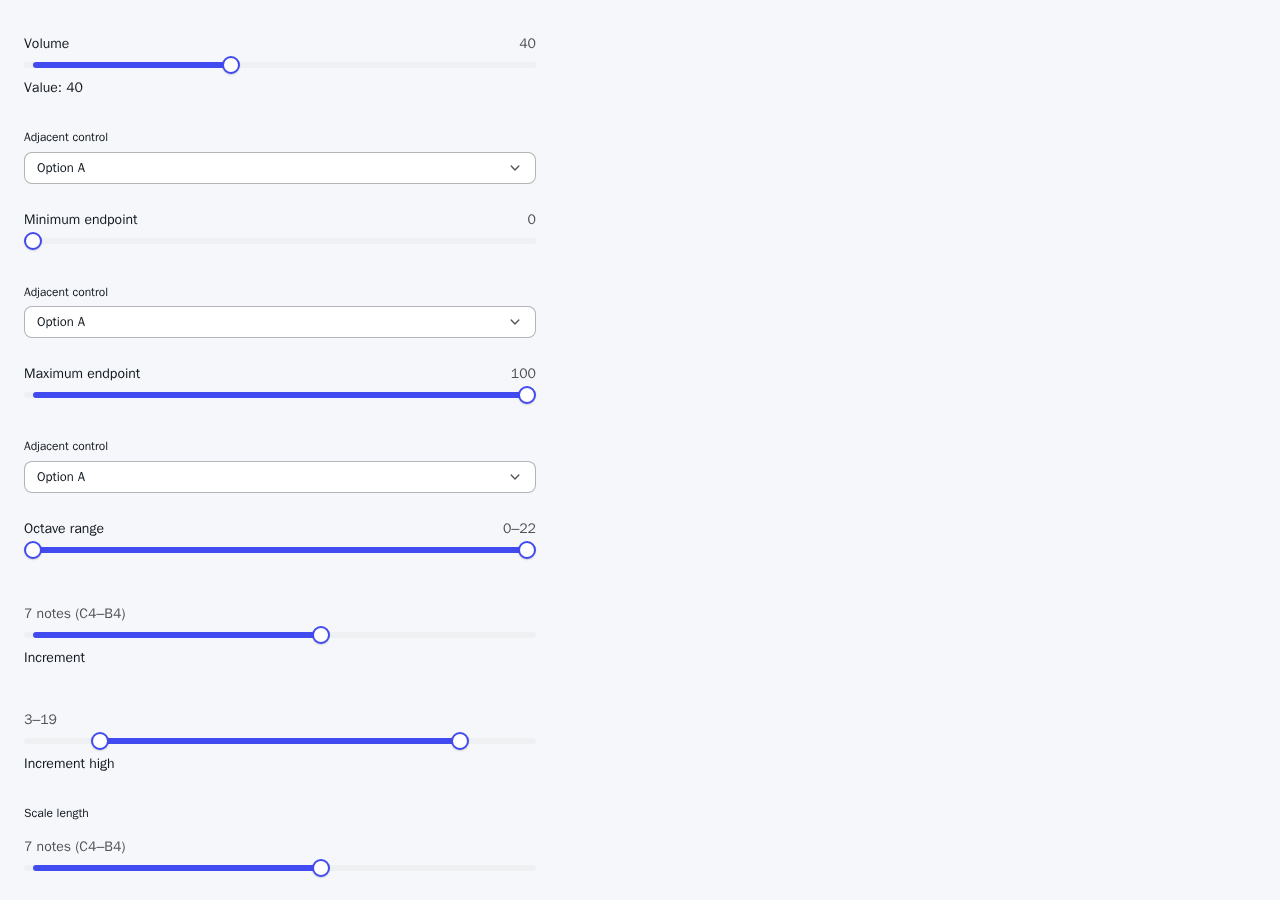 Volume 40
Value: 40
Adjacent control
Option A
Minimum endpoint 0
Adjacent control
Option A
Maximum endpoint 100
Adjacent control
Option A
Octave range 0–22
7 notes (C4–B4)
Increment
3–19
Increment high
Scale length
7 notes (C4–B4)